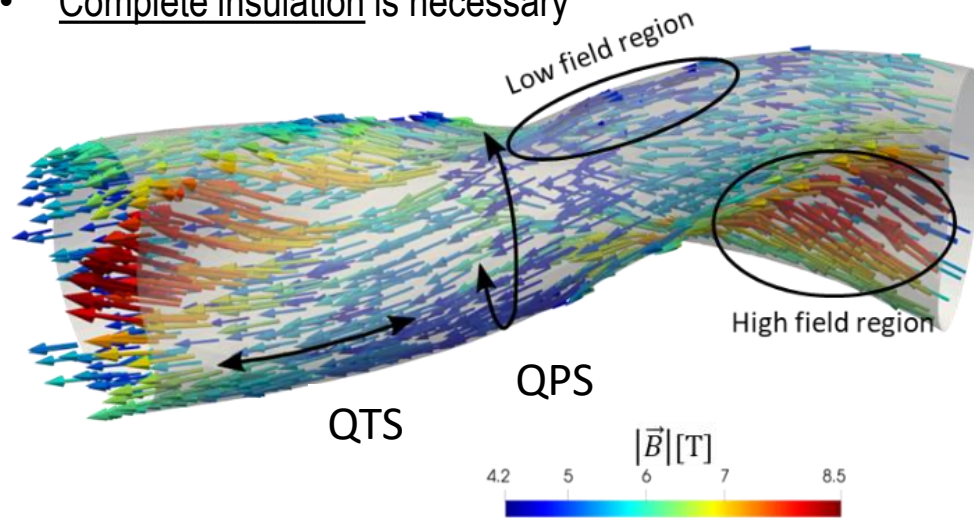 • Complete insulation is necessary
Low field region
High field region
QPS
QTS
|B⃗|[T]
4.2 5 6 7 8.5